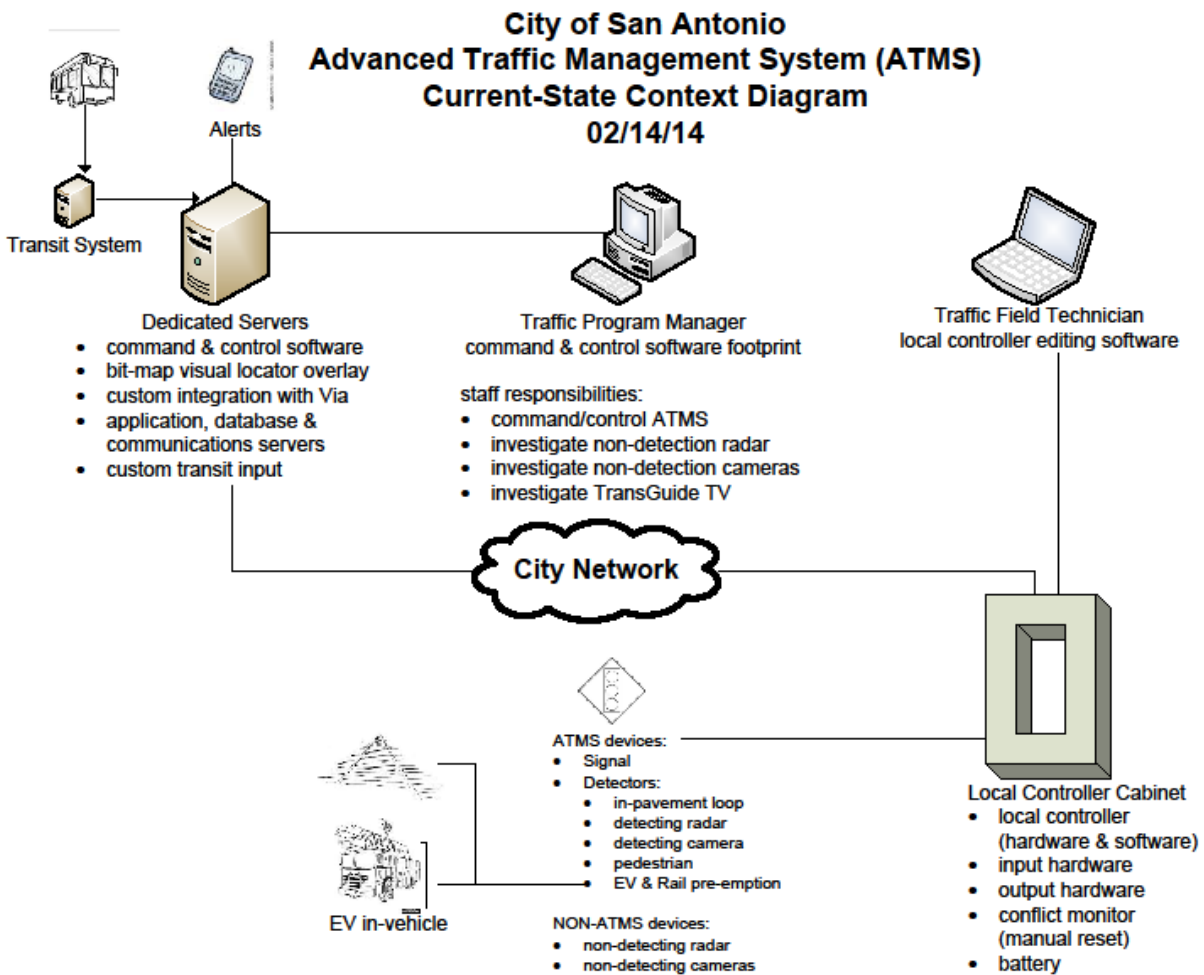 City of San Antonio
Advanced Traffic Management System (ATMS)
Current-State Context Diagram
02/14/14
Alerts
Transit System
Dedicated Servers
• command & control software
• bit-map visual locator overlay
• custom integration with Via
• application, database &
communications servers
• custom transit input
Traffic Program Manager
command & control software footprint
staff responsibilities:
• command/control ATMS
• investigate non-detection radar
• investigate non-detection cameras
• investigate TransGuide TV
Traffic Field Technician
local controller editing software
City Network
ATMS devices:
• Signal
• Detectors:
• in-pavement loop
• detecting radar
• detecting camera
• pedestrian
• EV & Rail pre-emption
EV in-vehicle
NON-ATMS devices:
• non-detecting radar
• non-detecting cameras
Local Controller Cabinet
• local controller
(hardware & software)
• input hardware
• output hardware
• conflict monitor
(manual reset)
• battery